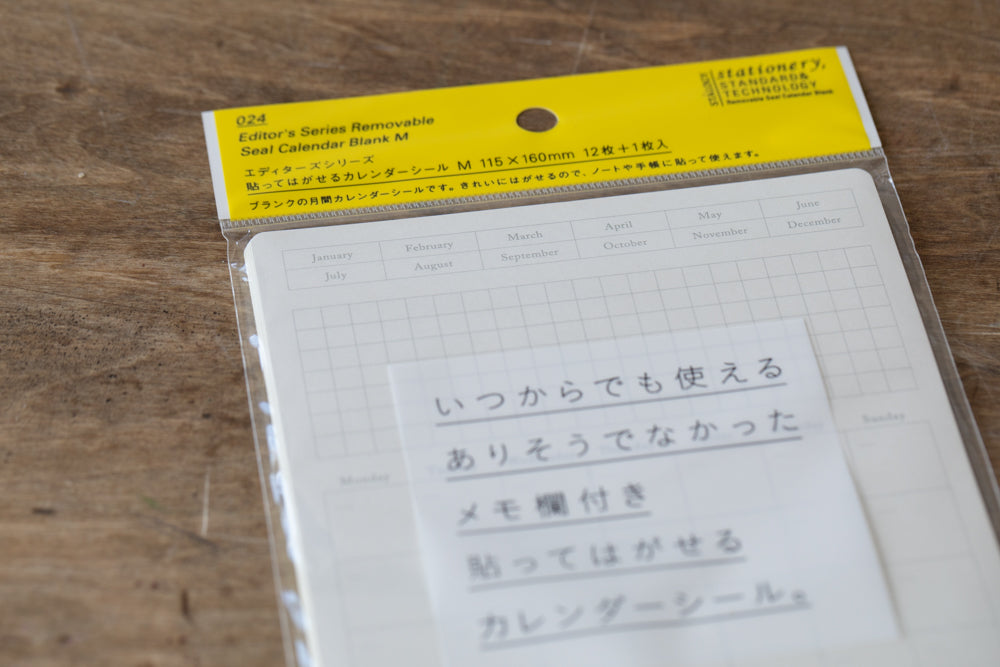 024
Editor's Series Removable
Seal Calendar Blank M
エディターズシリーズ
貼ってはがせるカレンダーシール M 115×160mm 12枚+1枚入
ブランクの月間カレンダーシールです。きれいにはがせるので、ノートや手帳に貼って使えます。
STÁLOGY
stationery,
STANDARD&
TECHNOLOGY
Removable Seal Calendar Blank
January February March April May June
July August September October November December
Monday
Sunday
いつからでも使える
ありそうでなかった
メモ欄付き
貼ってはがせる
カレンダーシール。